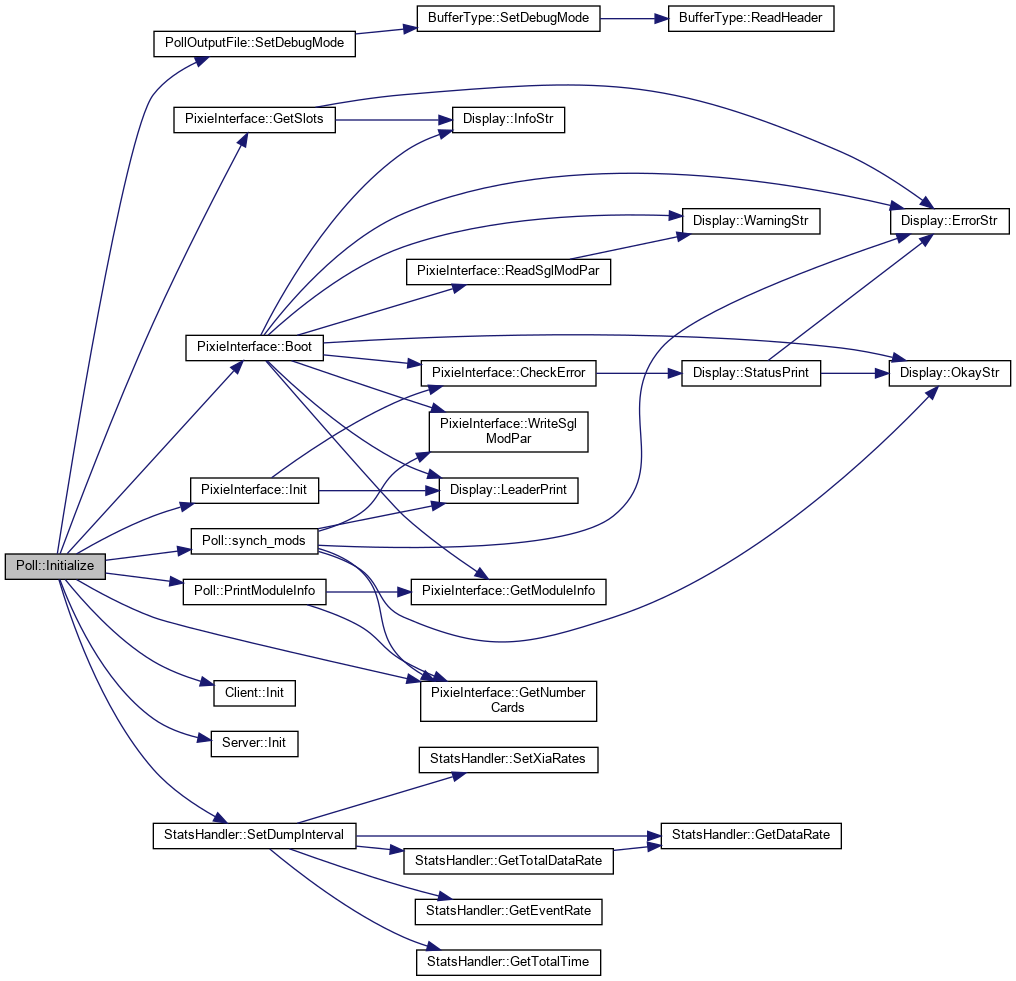 BufferType::SetDebugMode
BufferType::ReadHeader
PollOutputFile::SetDebugMode
PixieInterface::GetSlots
Display::InfoStr
Display::WarningStr
Display::ErrorStr
PixieInterface::ReadSglModPar
PixieInterface::Boot
PixieInterface::CheckError
Display::StatusPrint
Display::OkayStr
PixieInterface::WriteSgl
ModPar
PixieInterface::Init
Display::LeaderPrint
Poll::synch_mods
Poll::Initialize
Poll::PrintModuleInfo
PixieInterface::GetModuleInfo
Client::Init
PixieInterface::GetNumber
Cards
Server::Init
StatsHandler::SetXiaRates
StatsHandler::SetDumpInterval
StatsHandler::GetDataRate
StatsHandler::GetTotalDataRate
StatsHandler::GetEventRate
StatsHandler::GetTotalTime